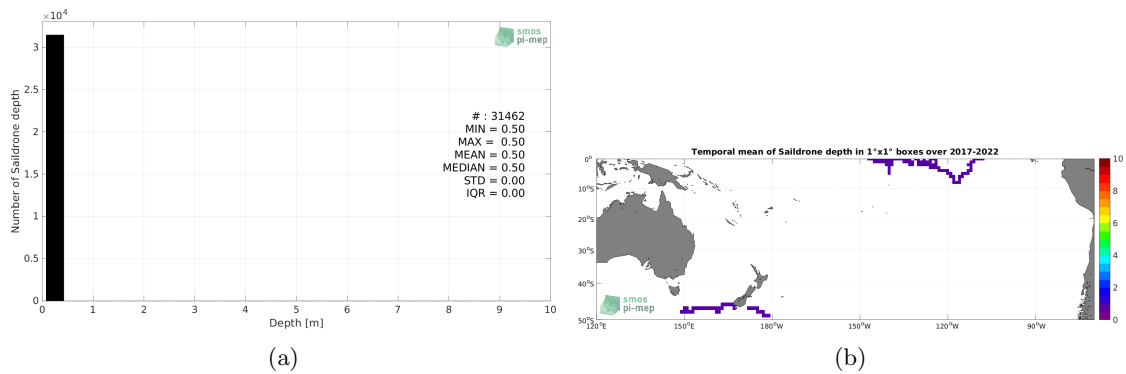 ×10⁴
3
2.5
2
1.5
1
0.5
0
Number of Saildrone depth
smos
pi-mep
# : 31462
MIN = 0.50
MAX = 0.50
MEAN = 0.50
MEDIAN = 0.50
STD = 0.00
IQR = 0.00
0 1 2 3 4 5 6 7 8 9 10
Depth [m]
(a)
Temporal mean of Saildrone depth in 1°x1° boxes over 2017-2022
0°
10°S
20°S
30°S
40°S
50°S
smos
pi-mep
120°E 150°E 180°W 150°W 120°W 90°W
10
8
6
4
2
0
(b)